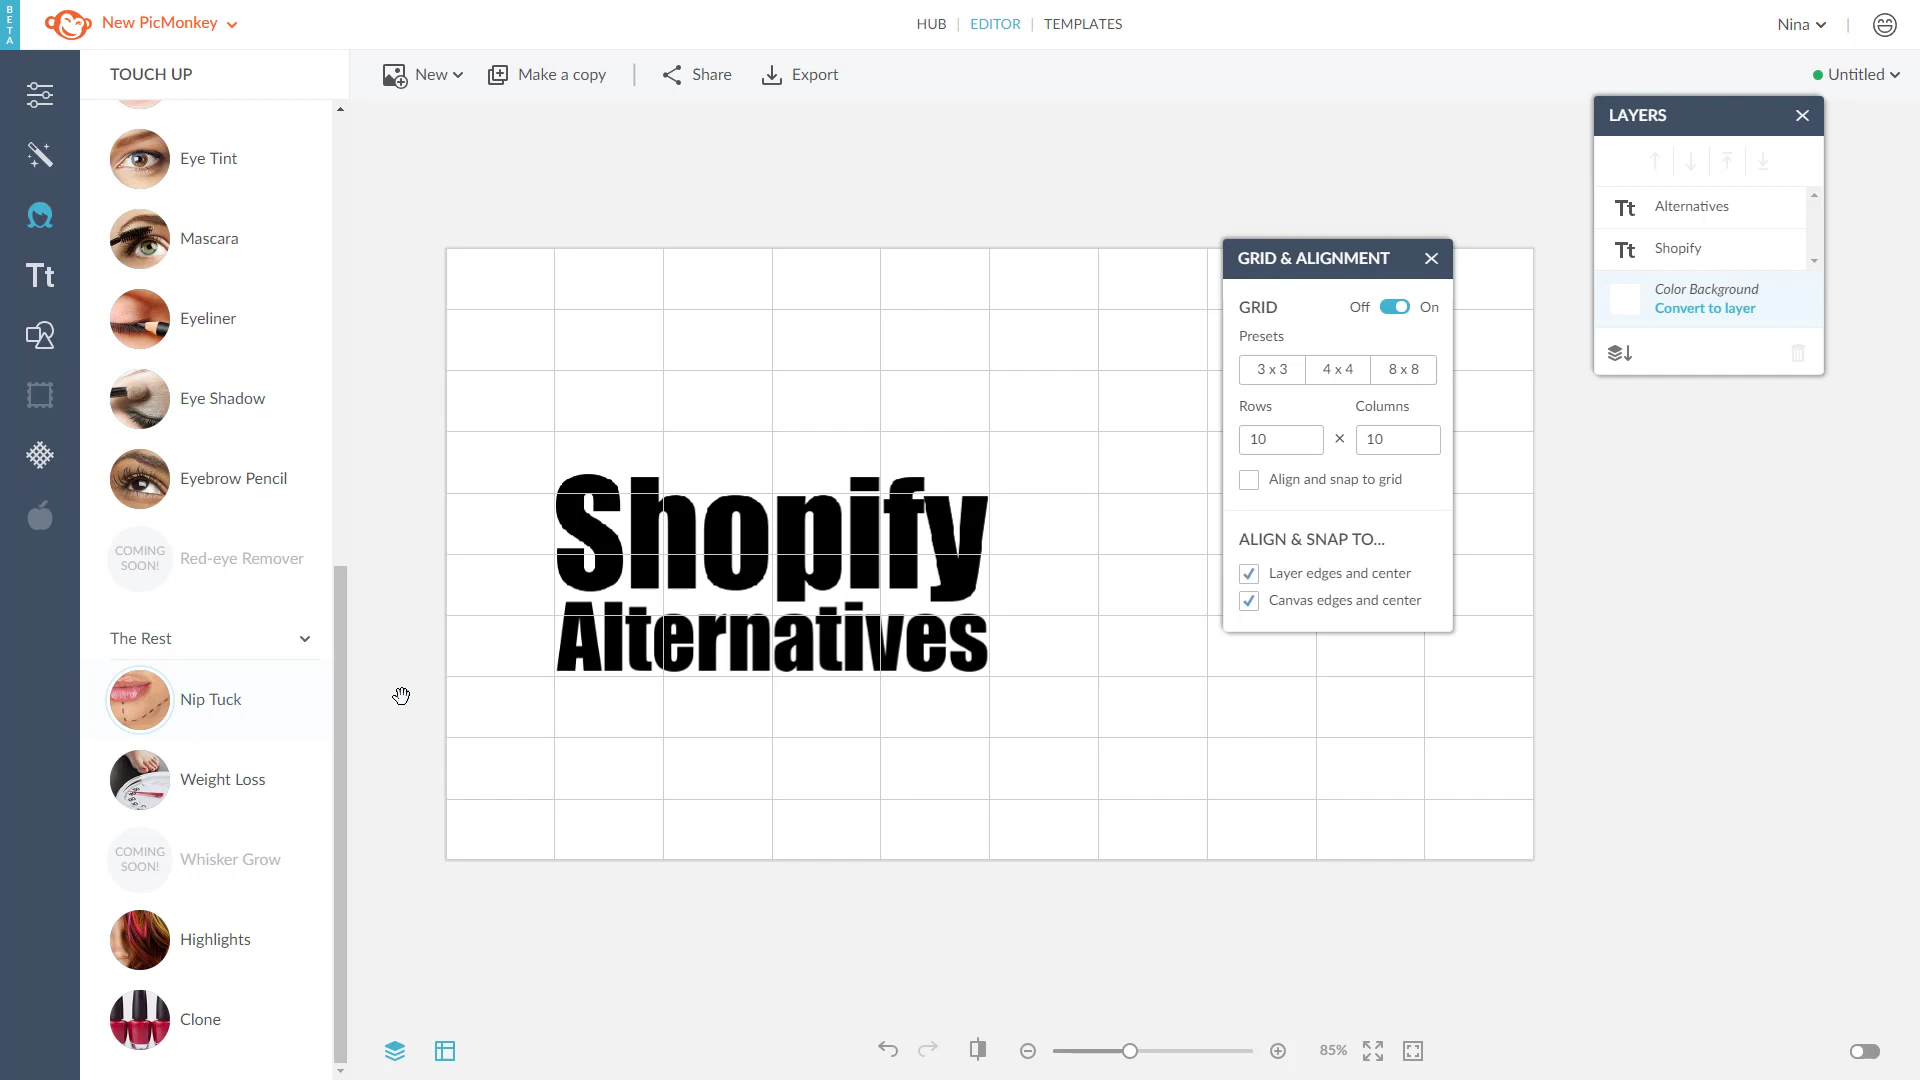 BETA
New PicMonkey
HUB | EDITOR | TEMPLATES
Nina
TOUCH UP
New
Make a copy
Share
Export
Untitled
Eye Tint
Mascara
Eyeliner
Eye Shadow
Eyebrow Pencil
COMING SOON!
Red-eye Remover
The Rest
Nip Tuck
Weight Loss
COMING SOON!
Whisker Grow
Highlights
Clone
Shopify
Alternatives
GRID & ALIGNMENT
GRID Off On
Presets
3 x 3 4 x 4 8 x 8
Rows Columns
10 × 10
Align and snap to grid
ALIGN & SNAP TO...
Layer edges and center
Canvas edges and center
LAYERS
Tt Alternatives
Tt Shopify
Color Background
Convert to layer
Tt
85%